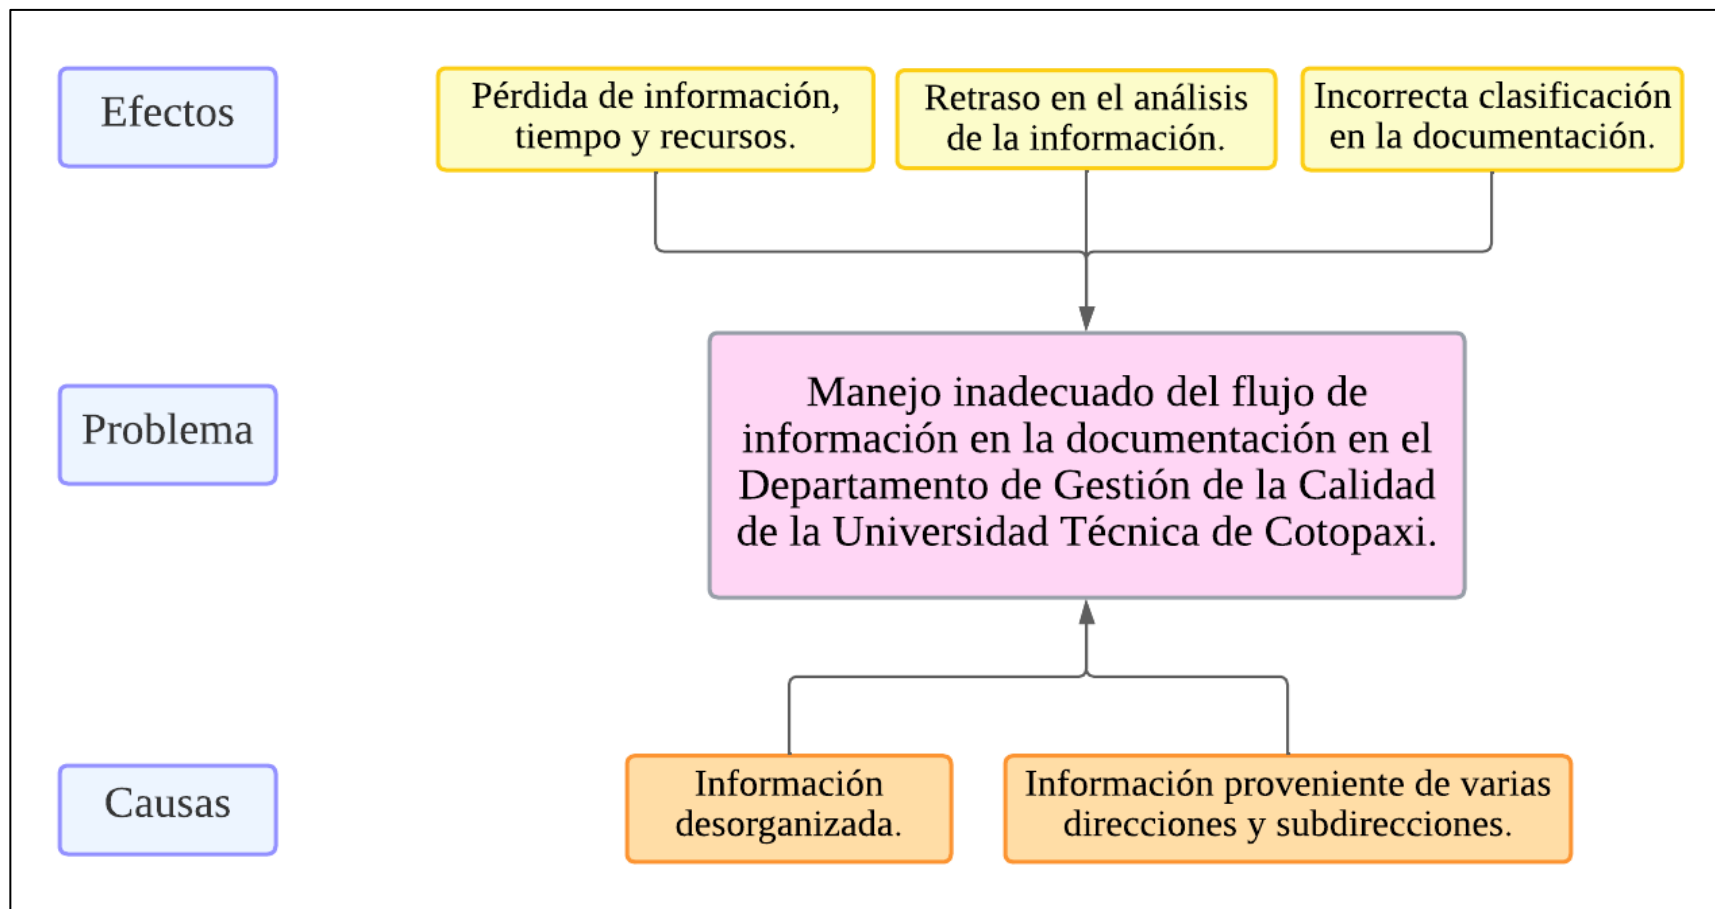 Efectos
Pérdida de información,
tiempo y recursos.
Retraso en el análisis
de la información.
Incorrecta clasificación
en la documentación.
Problema
Manejo inadecuado del flujo de
información en la documentación en el
Departamento de Gestión de la Calidad
de la Universidad Técnica de Cotopaxi.
Causas
Información
desorganizada.
Información proveniente de varias
direcciones y subdirecciones.